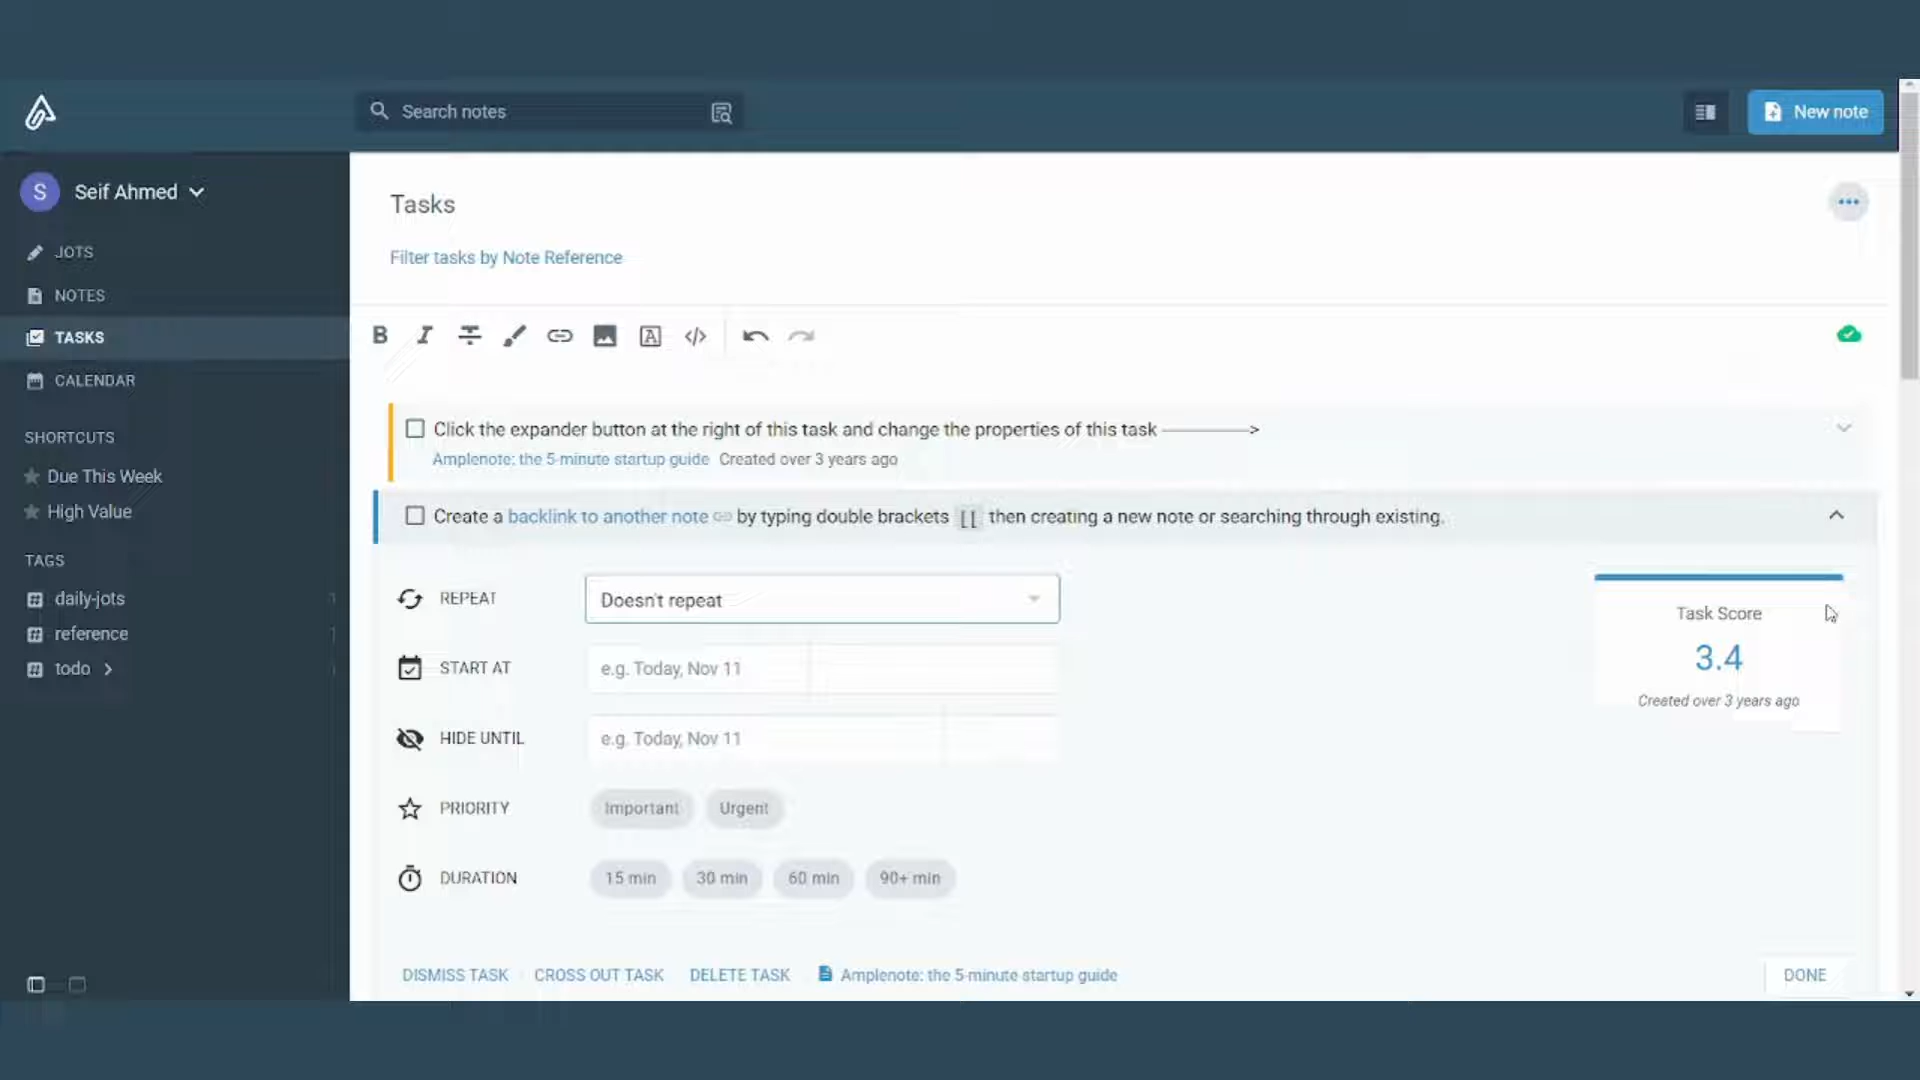 Search notes
New note
S
Seif Ahmed
JOTS
NOTES
TASKS
CALENDAR
SHORTCUTS
Due This Week
High Value
TAGS
daily-jots 1
reference 1
todo
Tasks
Filter tasks by Note Reference
B I
Click the expander button at the right of this task and change the properties of this task ———————>
Amplenote: the 5-minute startup guide Created over 3 years ago
Create a backlink to another note by typing double brackets [[ then creating a new note or searching through existing.
REPEAT Doesn't repeat
START AT e.g. Today, Nov 11
HIDE UNTIL e.g. Today, Nov 11
PRIORITY Important Urgent
DURATION 15 min 30 min 60 min 90+ min
Task Score
3.4
Created over 3 years ago
DISMISS TASK CROSS OUT TASK DELETE TASK Amplenote: the 5-minute startup guide DONE